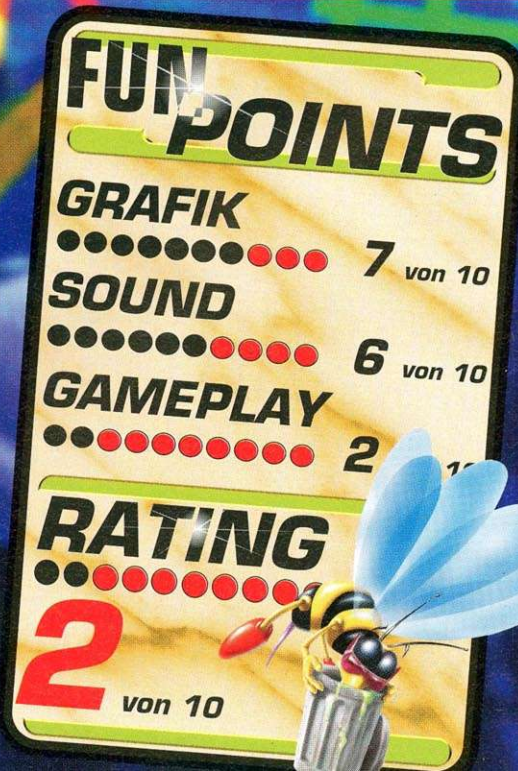 FUN
POINTS
GRAFIK
7 von 10
SOUND
6 von 10
GAMEPLAY
2
RATING
2 von 10